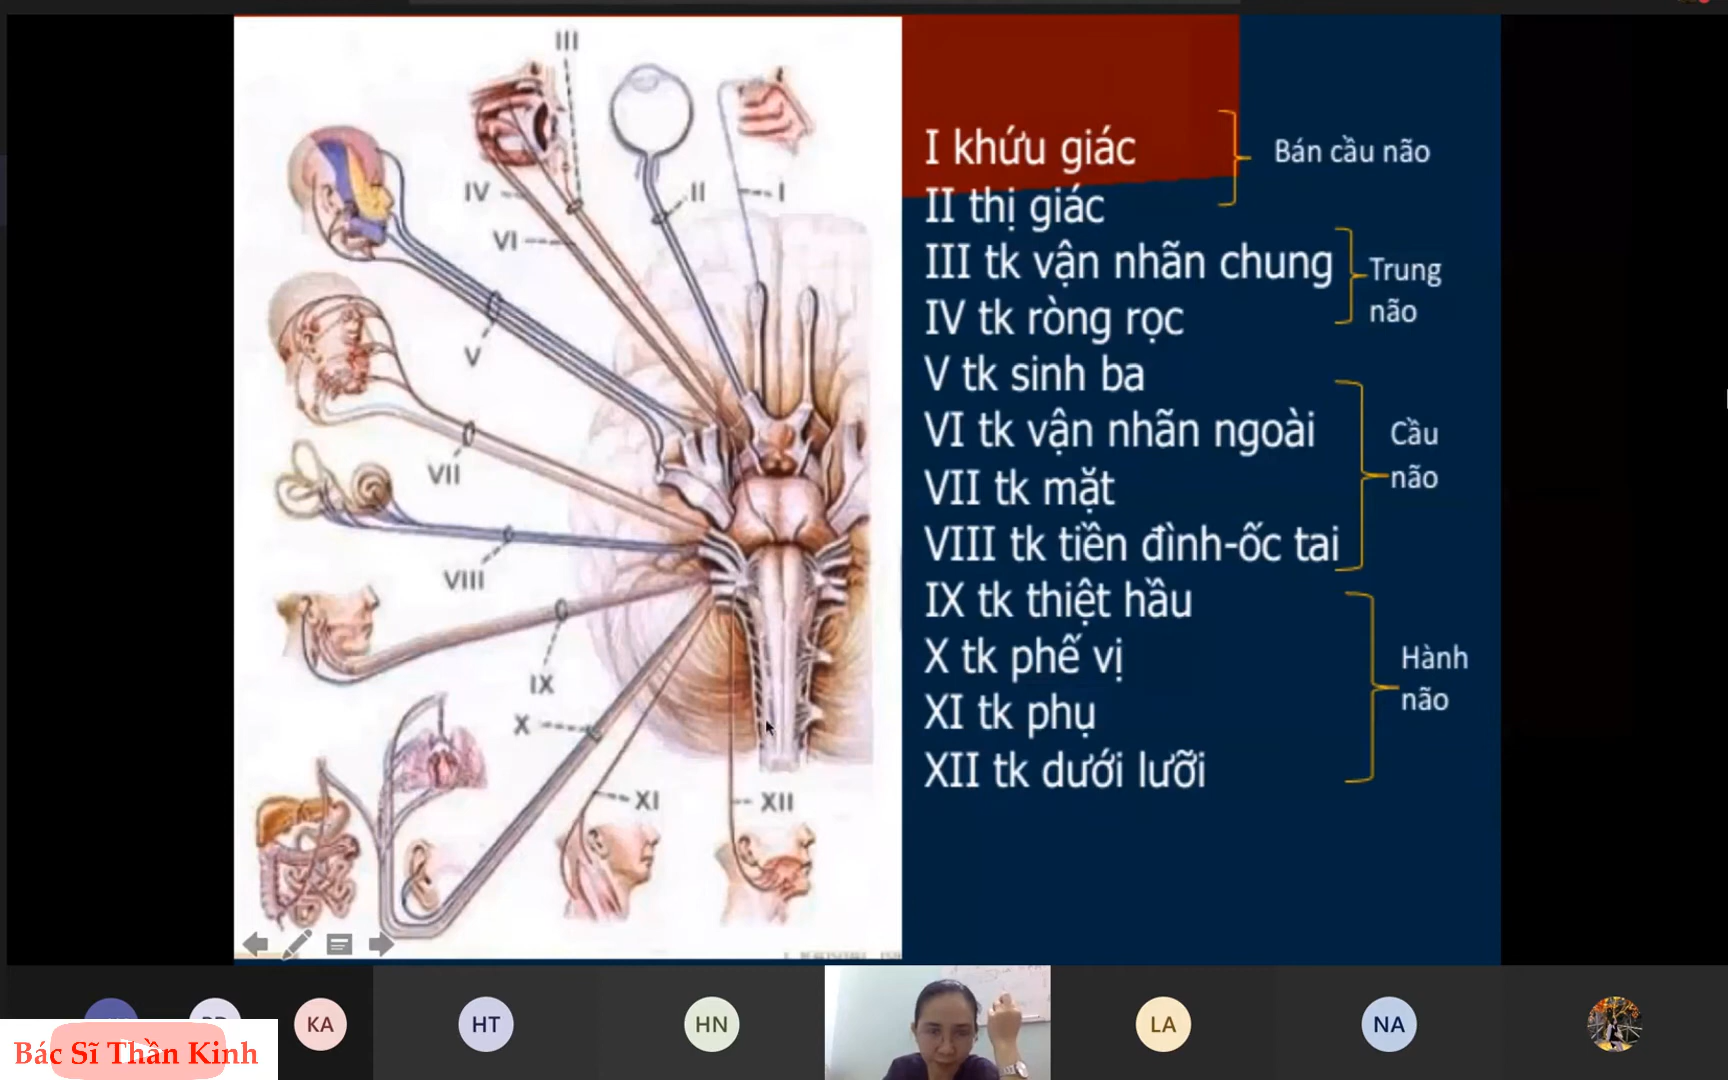 III
IV
II
I
VI
V
VII
VIII
IX
X
XI
XII
I khứu giác
II thị giác
III tk vận nhãn chung
IV tk ròng rọc
V tk sinh ba
VI tk vận nhãn ngoài
VII tk mặt
VIII tk tiền đình-ốc tai
IX tk thiệt hầu
X tk phế vị
XI tk phụ
XII tk dưới lưỡi
Bán cầu não
Trung
não
Cầu
não
Hành
não
KA
HT
HN
LA
NA
Bác Sĩ Thần Kinh